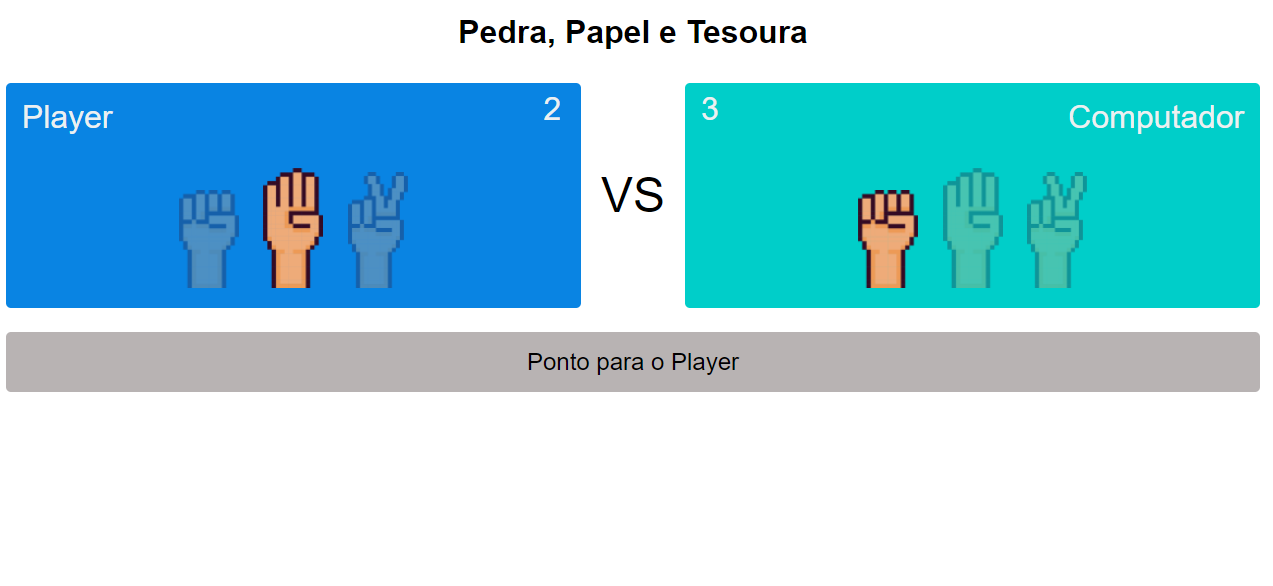 Pedra, Papel e Tesoura
Player
2
VS
3
Computador
Ponto para o Player